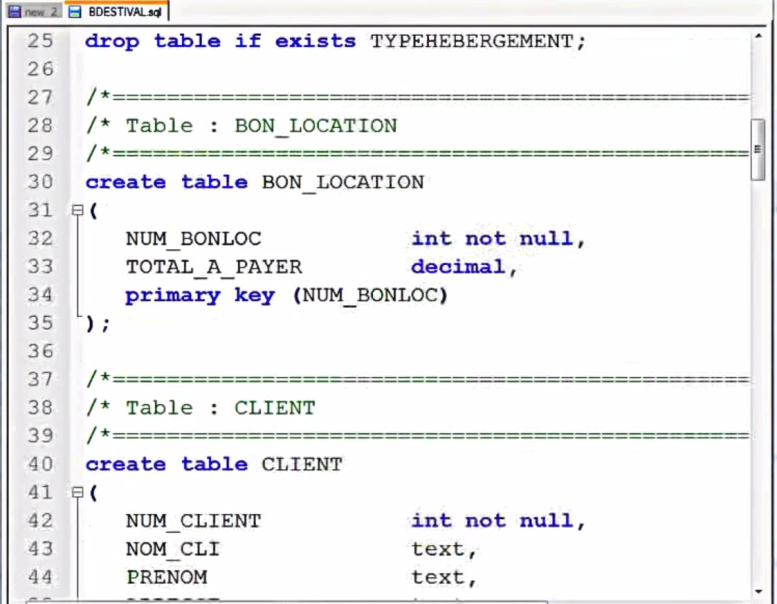 new 2 BDESTIVAL.sql
25 drop table if exists TYPEHEBERGEMENT;
26
27 /*===============================================
28 /* Table : BON_LOCATION
29 /*===============================================
30 create table BON_LOCATION
31 (
32 NUM_BONLOC int not null,
33 TOTAL_A_PAYER decimal,
34 primary key (NUM_BONLOC)
35 );
36
37 /*===============================================
38 /* Table : CLIENT
39 /*===============================================
40 create table CLIENT
41 (
42 NUM_CLIENT int not null,
43 NOM_CLI text,
44 PRENOM text,